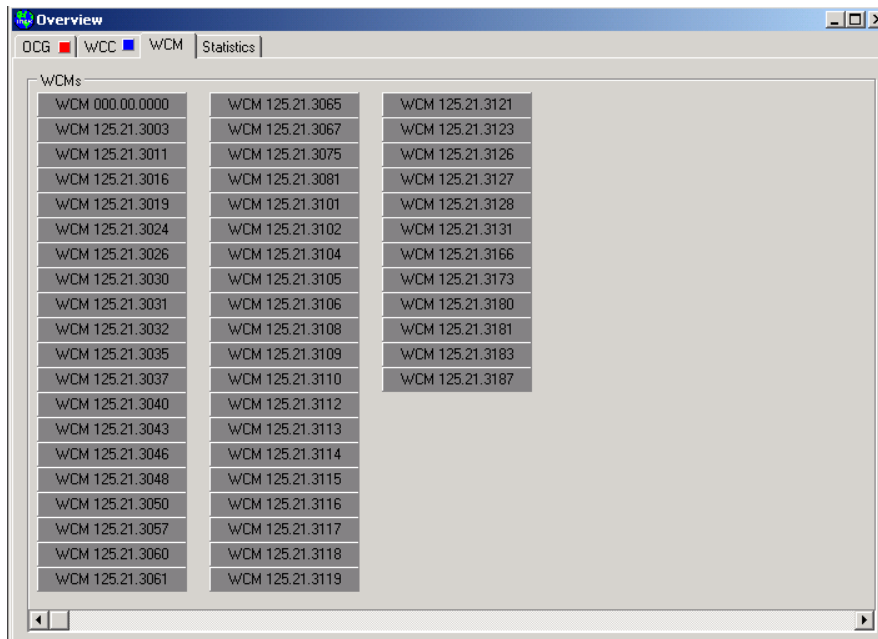 Overview
OCG WCC WCM Statistics
WCMs
WCM 000.00.0000
WCM 125.21.3003
WCM 125.21.3011
WCM 125.21.3016
WCM 125.21.3019
WCM 125.21.3024
WCM 125.21.3026
WCM 125.21.3030
WCM 125.21.3031
WCM 125.21.3032
WCM 125.21.3035
WCM 125.21.3037
WCM 125.21.3040
WCM 125.21.3043
WCM 125.21.3046
WCM 125.21.3048
WCM 125.21.3050
WCM 125.21.3057
WCM 125.21.3060
WCM 125.21.3061
WCM 125.21.3065
WCM 125.21.3067
WCM 125.21.3075
WCM 125.21.3081
WCM 125.21.3101
WCM 125.21.3102
WCM 125.21.3104
WCM 125.21.3105
WCM 125.21.3106
WCM 125.21.3108
WCM 125.21.3109
WCM 125.21.3110
WCM 125.21.3112
WCM 125.21.3113
WCM 125.21.3114
WCM 125.21.3115
WCM 125.21.3116
WCM 125.21.3117
WCM 125.21.3118
WCM 125.21.3119
WCM 125.21.3121
WCM 125.21.3123
WCM 125.21.3126
WCM 125.21.3127
WCM 125.21.3128
WCM 125.21.3131
WCM 125.21.3166
WCM 125.21.3173
WCM 125.21.3180
WCM 125.21.3181
WCM 125.21.3183
WCM 125.21.3187